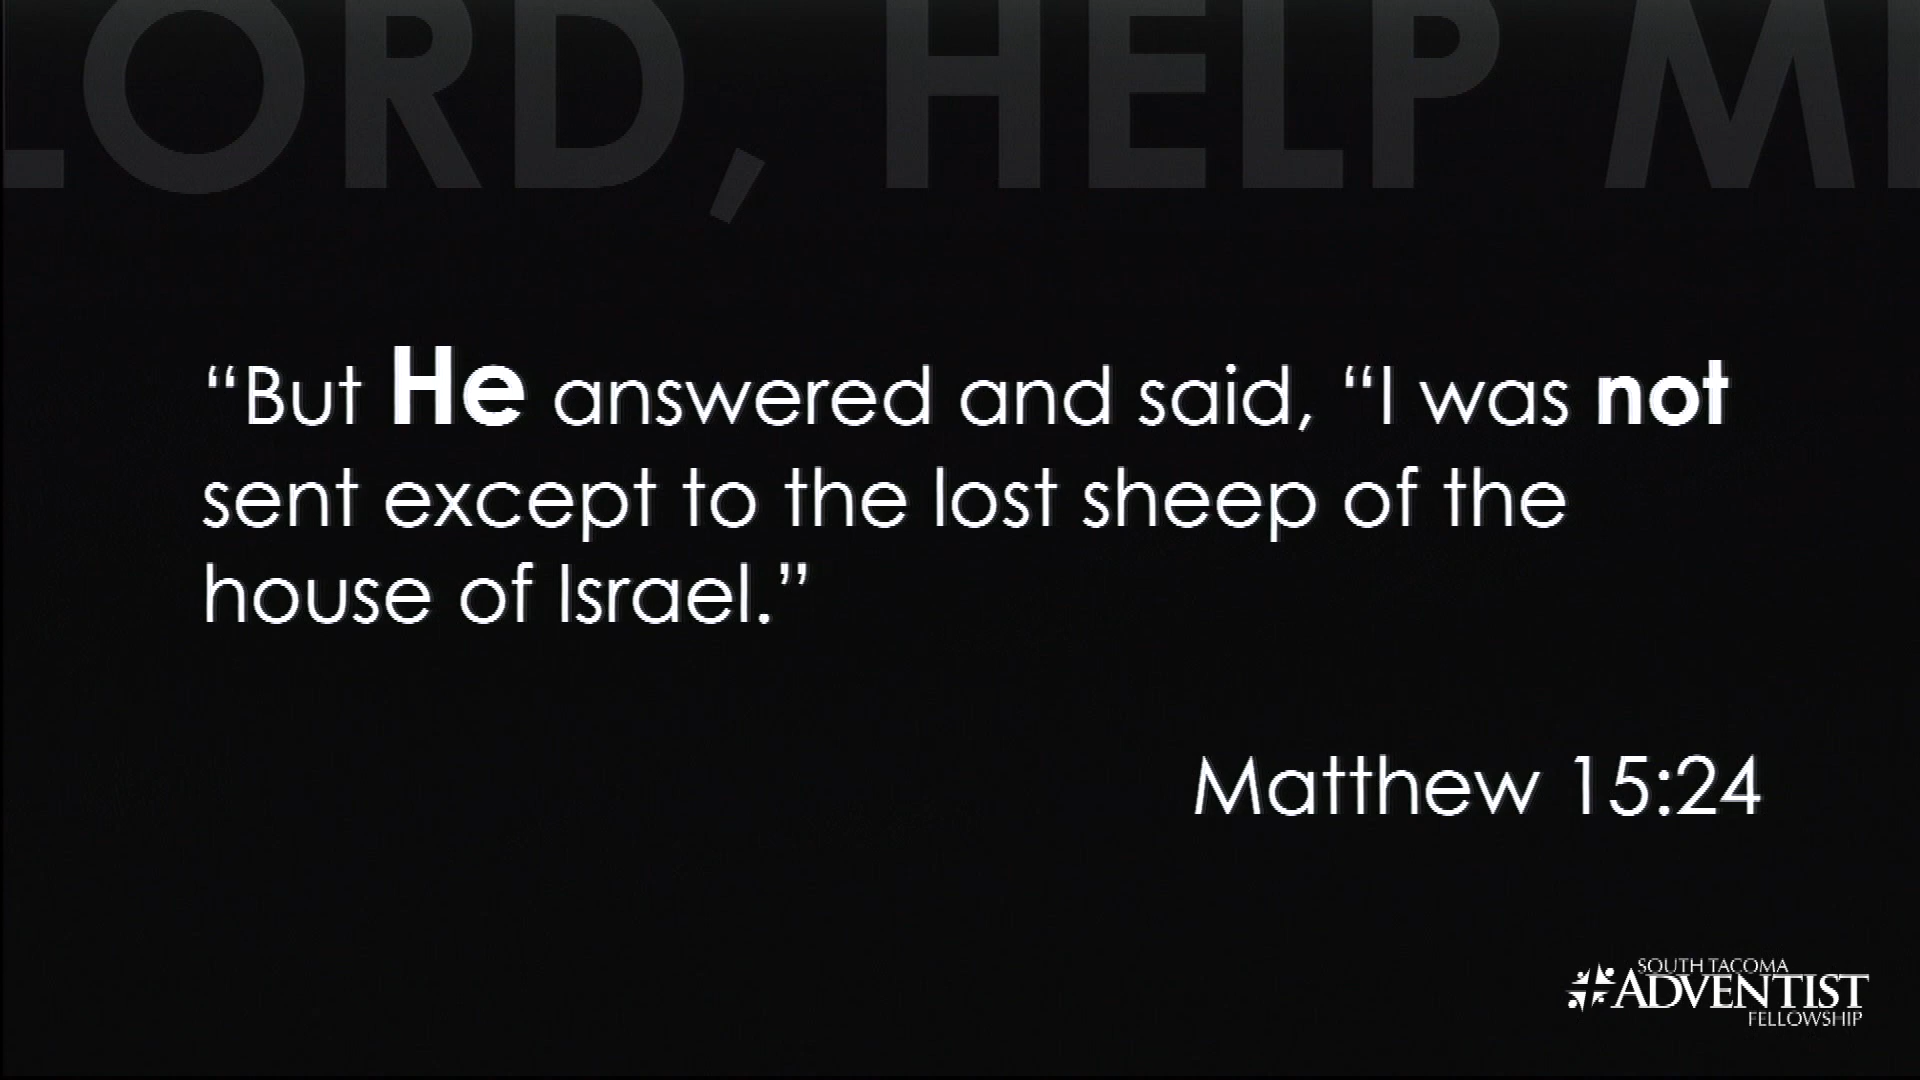 LORD, HELP ME
“But He answered and said, “I was not
sent except to the lost sheep of the
house of Israel.”
Matthew 15:24
SOUTH TACOMA
ADVENTIST
FELLOWSHIP